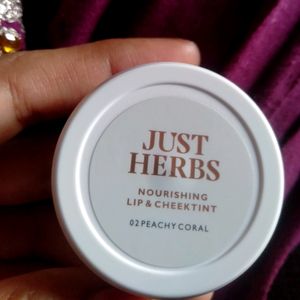 JUST
HERBS
NOURISHING
LIP & CHEEKTINT
02 PEACHY CORAL